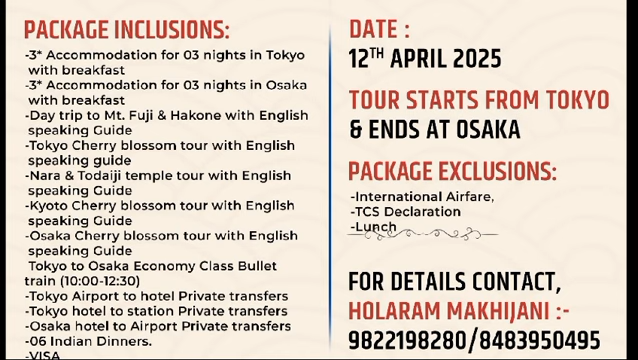 PACKAGE INCLUSIONS:
-3* Accommodation for 03 nights in Tokyo
with breakfast
-3* Accommodation for 03 nights in Osaka
with breakfast
-Day trip to Mt. Fuji & Hakone with English
speaking Guide
-Tokyo Cherry blossom tour with English
speaking guide
-Nara & Todaiji temple tour with English
speaking Guide
-Kyoto Cherry blossom tour with English
speaking Guide
-Osaka Cherry blossom tour with English
speaking Guide
Tokyo to Osaka Economy Class Bullet
train (10:00-12:30)
-Tokyo Airport to hotel Private transfers
-Tokyo hotel to station Private transfers
-Osaka hotel to Airport Private transfers
-06 Indian Dinners.
-VISA
DATE :
12TH APRIL 2025
TOUR STARTS FROM TOKYO
& ENDS AT OSAKA
PACKAGE EXCLUSIONS:
-International Airfare,
-TCS Declaration
-Lunch
FOR DETAILS CONTACT,
HOLARAM MAKHIJANI :-
9822198280/8483950495